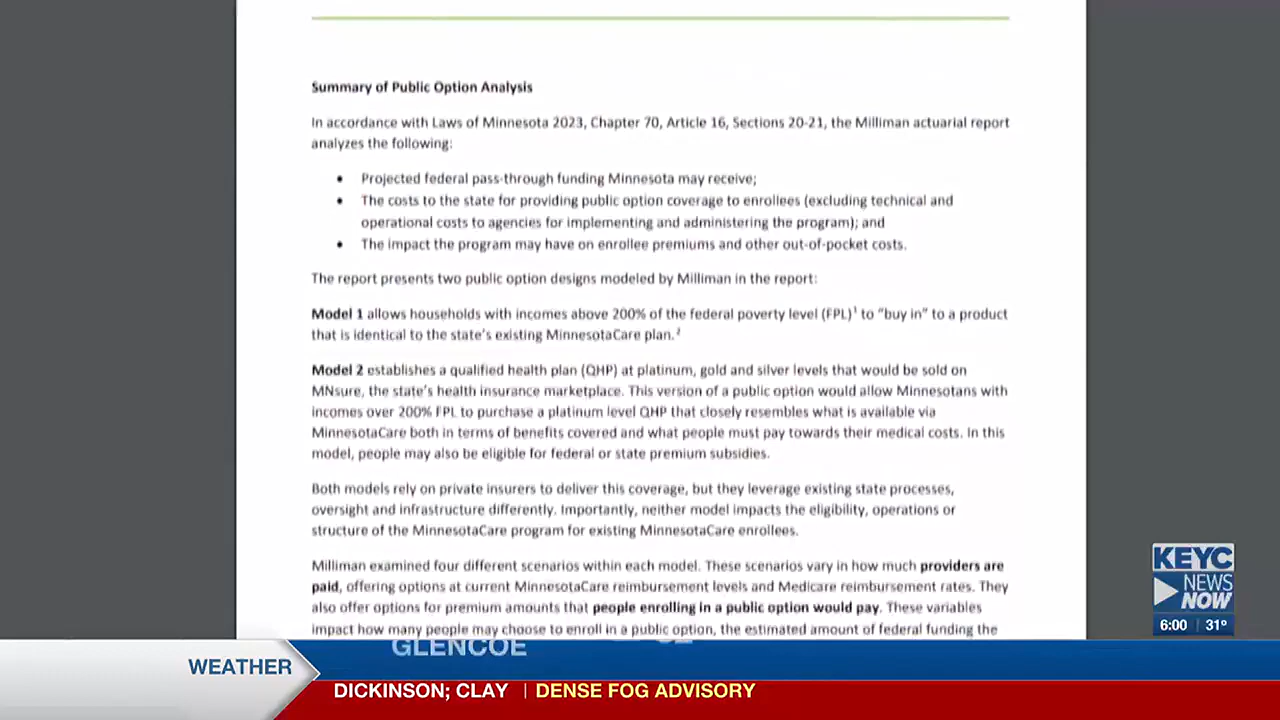 Summary of Public Option Analysis
In accordance with Laws of Minnesota 2023, Chapter 70, Article 16, Sections 20-21, the Milliman actuarial report
analyzes the following:
• Projected federal pass-through funding Minnesota may receive;
• The costs to the state for providing public option coverage to enrollees (excluding technical and
operational costs to agencies for implementing and administering the program); and
• The impact the program may have on enrollee premiums and other out-of-pocket costs.
The report presents two public option designs modeled by Milliman in the report:
Model 1 allows households with incomes above 200% of the federal poverty level (FPL)¹ to “buy in” to a product
that is identical to the state’s existing MinnesotaCare plan.²
Model 2 establishes a qualified health plan (QHP) at platinum, gold and silver levels that would be sold on
MNsure, the state’s health insurance marketplace. This version of a public option would allow Minnesotans with
incomes over 200% FPL to purchase a platinum level QHP that closely resembles what is available via
MinnesotaCare both in terms of benefits covered and what people must pay towards their medical costs. In this
model, people may also be eligible for federal or state premium subsidies.
Both models rely on private insurers to deliver this coverage, but they leverage existing state processes,
oversight and infrastructure differently. Importantly, neither model impacts the eligibility, operations or
structure of the MinnesotaCare program for existing MinnesotaCare enrollees.
Milliman examined four different scenarios within each model. These scenarios vary in how much providers are
paid, offering options at current MinnesotaCare reimbursement levels and Medicare reimbursement rates. They
also offer options for premium amounts that people enrolling in a public option would pay. These variables
impact how many people may choose to enroll in a public option, the estimated amount of federal funding the
KEYC
NEWS
NOW
6:00 | 31°
GLENCOE
WEATHER
DICKINSON; CLAY | DENSE FOG ADVISORY